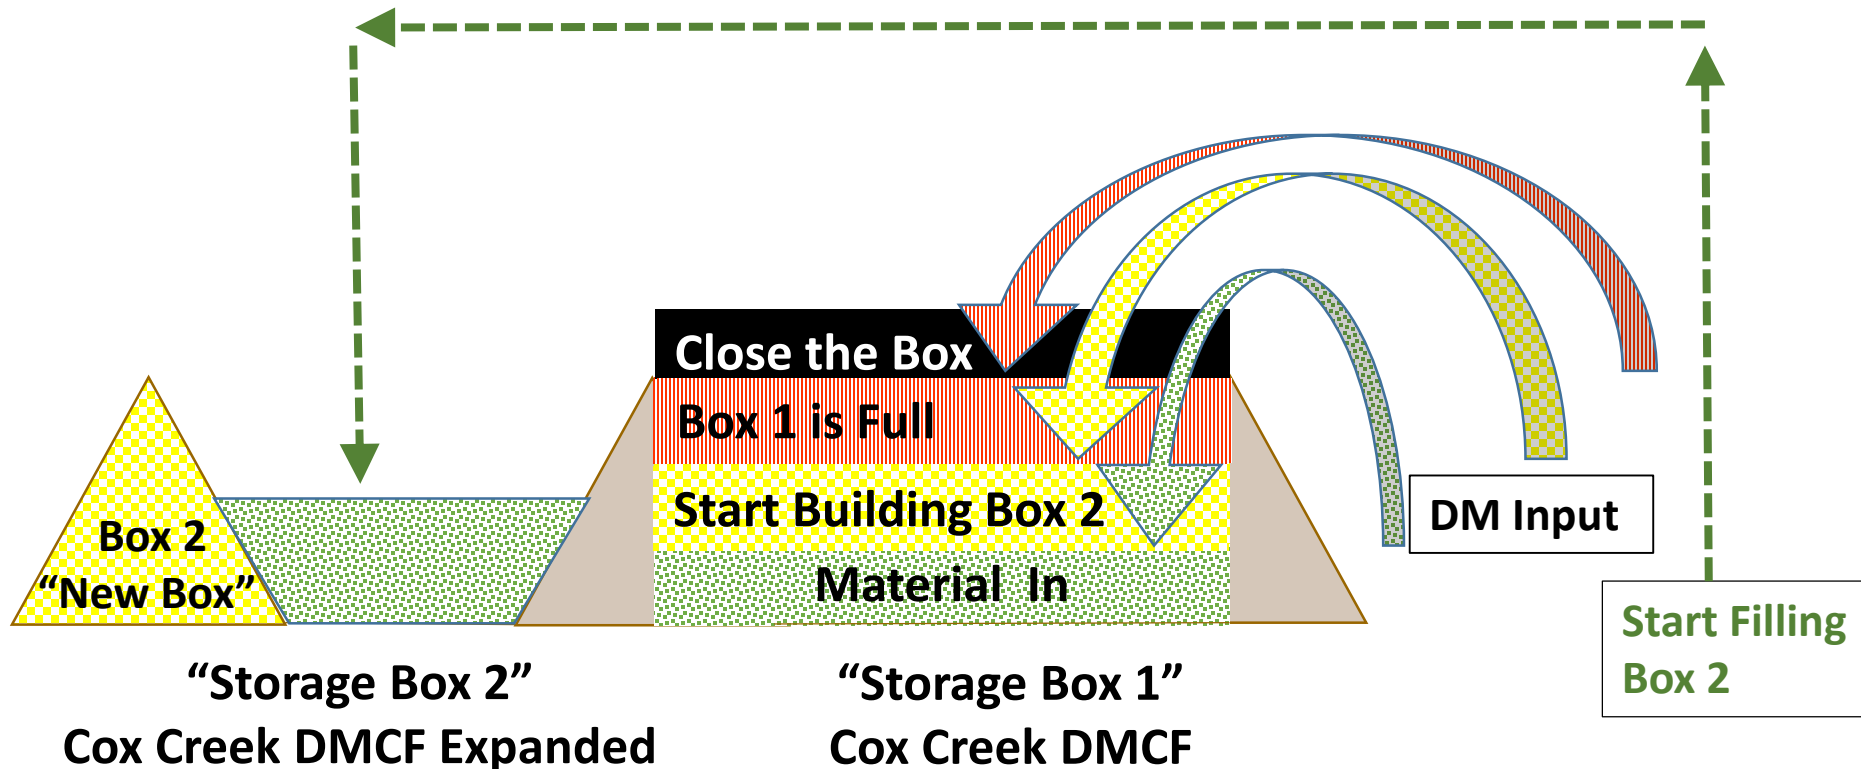 Close the Box
Box 1 is Full
Start Building Box 2
Material In
DM Input
Start Filling
Box 2
Box 2
“New Box”
“Storage Box 2”
Cox Creek DMCF Expanded
“Storage Box 1”
Cox Creek DMCF